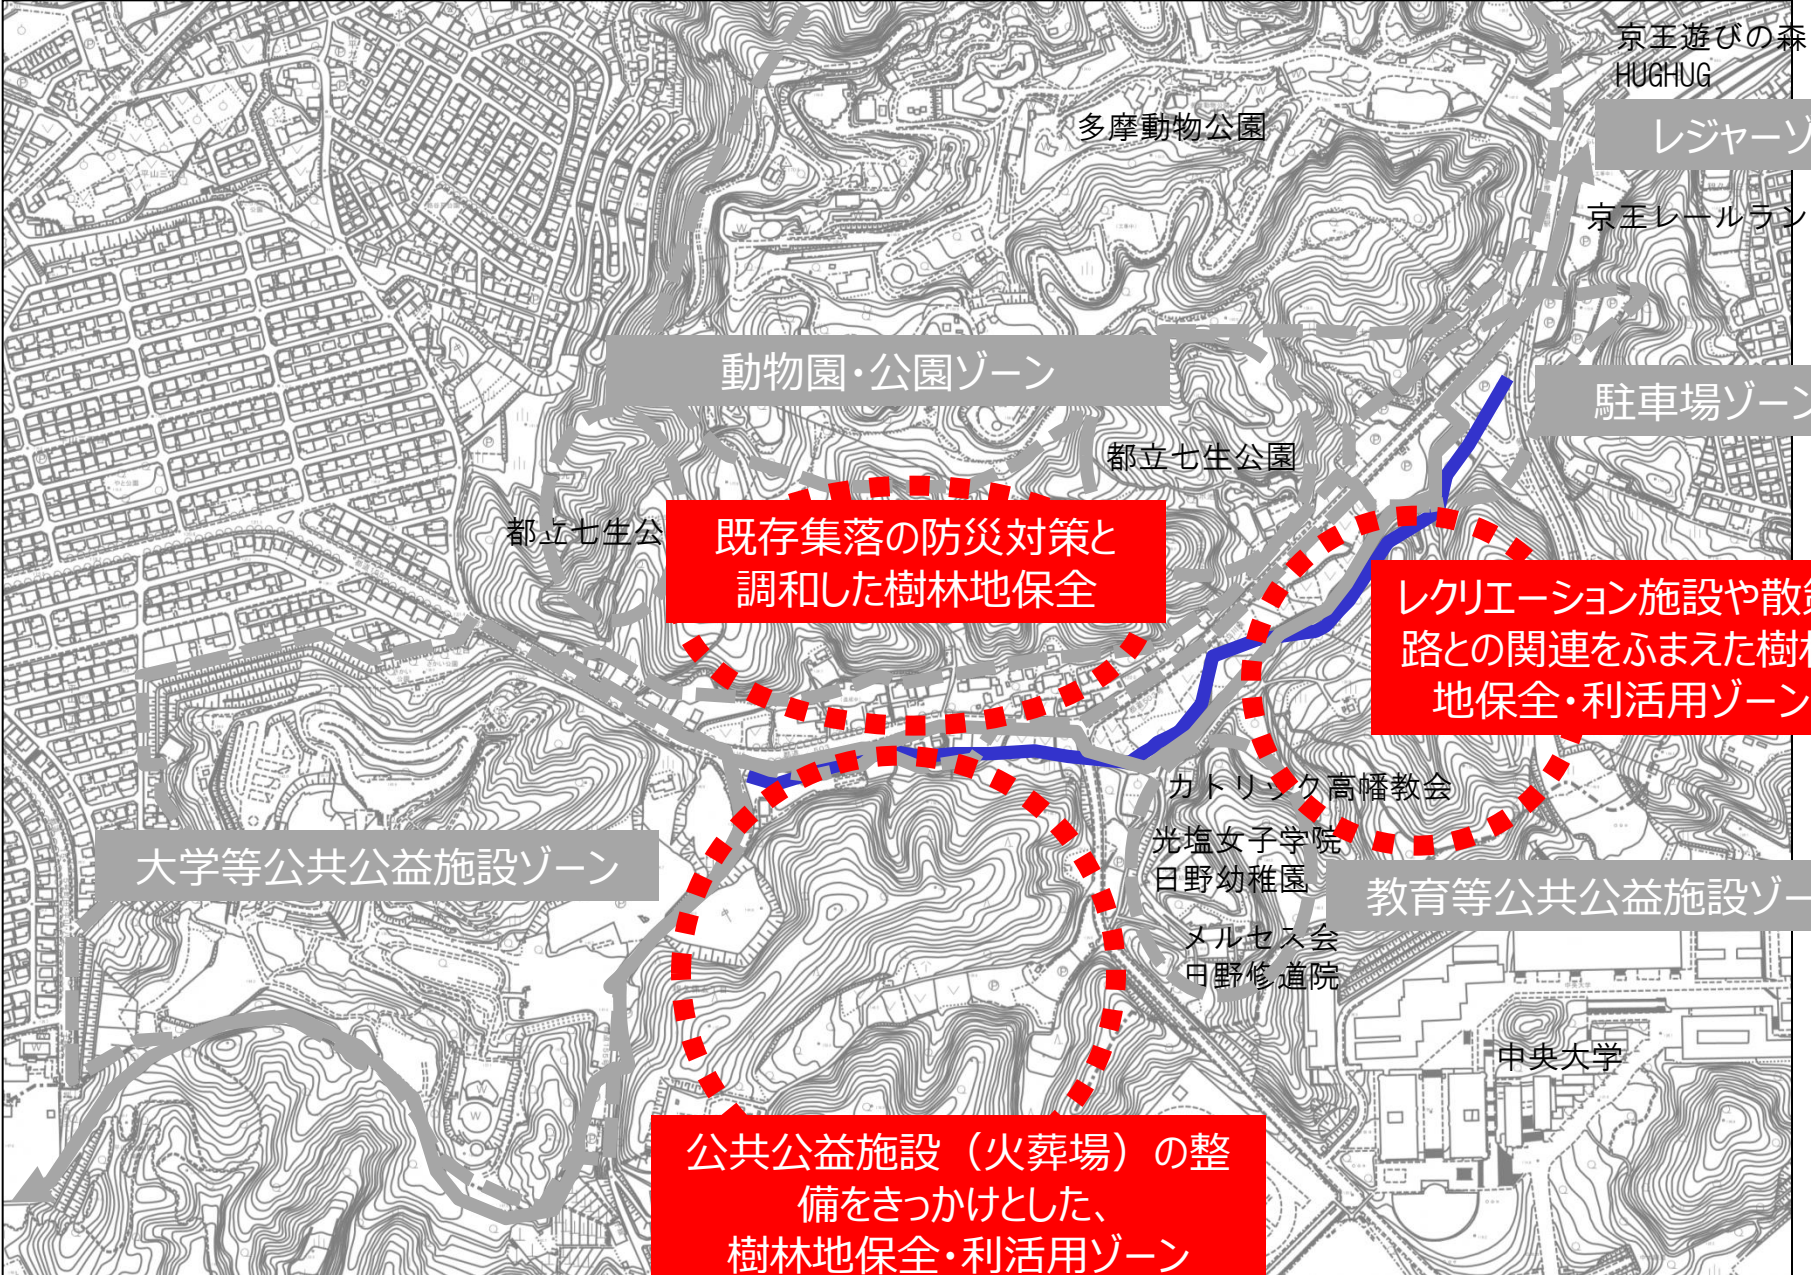 京王遊びの森
HUGHUG
多摩動物公園
レジャーゾ
京王レールラン
動物園・公園ゾーン
駐車場ゾーン
都立七生公園
都立七生公
既存集落の防災対策と
調和した樹林地保全
レクリエーション施設や散策
路との関連をふまえた樹林
地保全・利活用ゾーン
カトリック高幡教会
光塩女子学院
日野幼稚園
大学等公共公益施設ゾーン
教育等公共公益施設ゾー
メルセス会
日野修道院
中央大学
公共公益施設（火葬場）の整
備をきっかけとした、
樹林地保全・利活用ゾーン